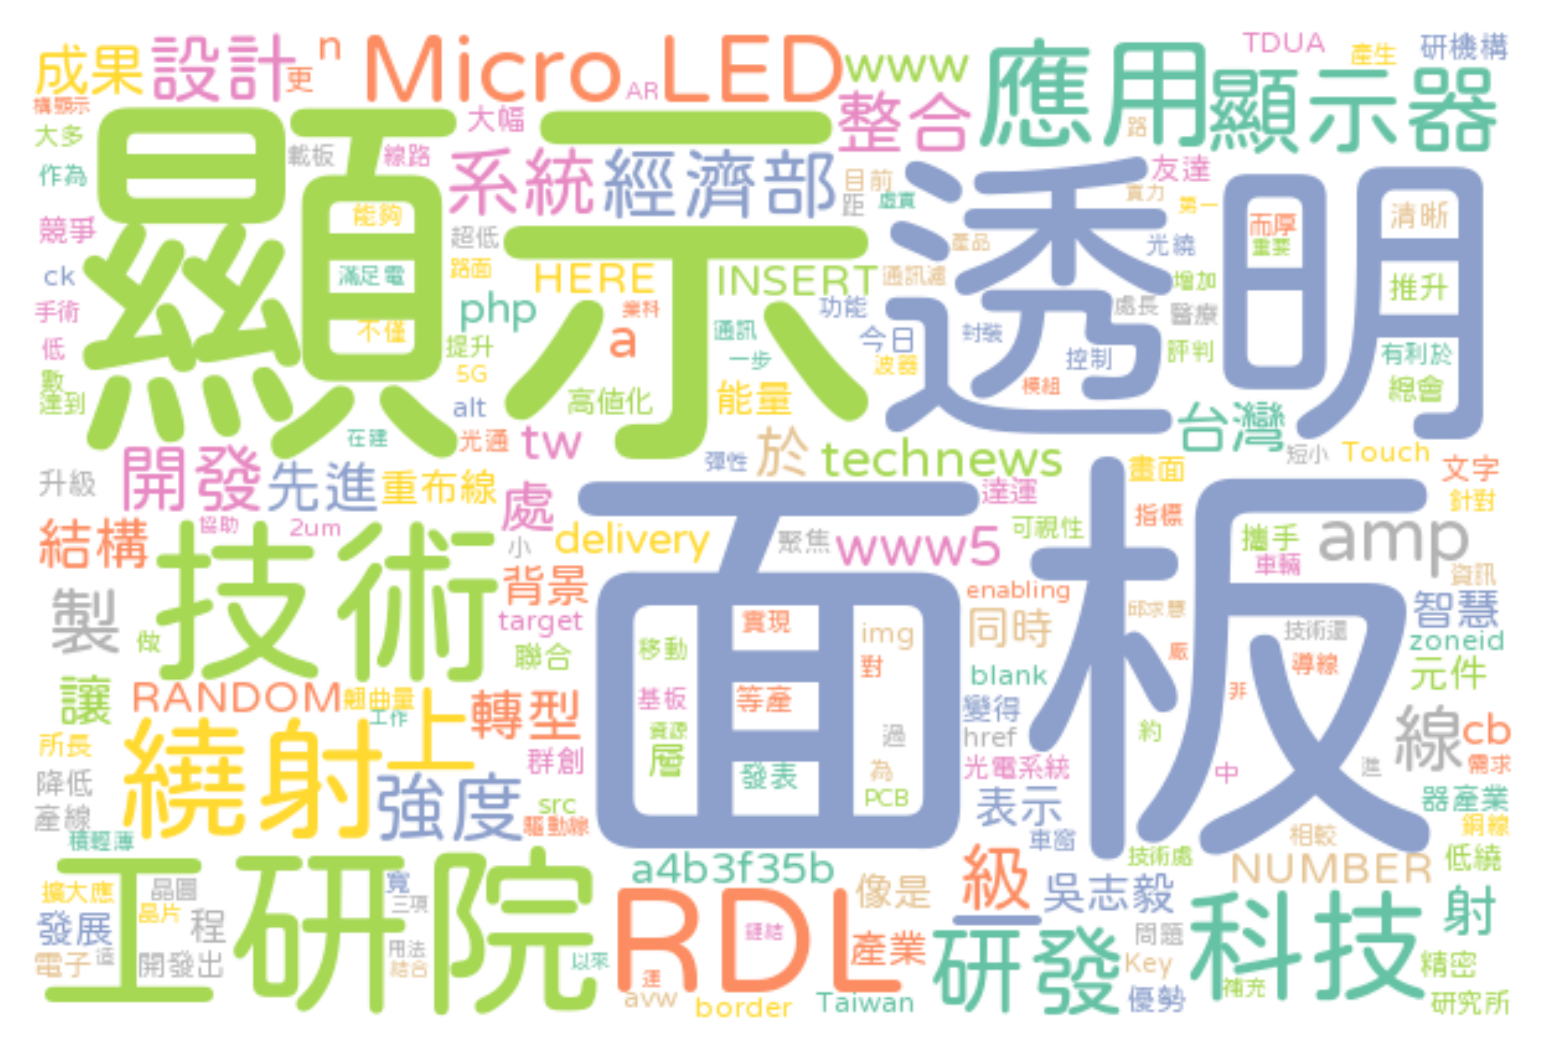 成果
設計
更
n
Micro
AR
LED
www
應用
TDUA
產生
研機構
顯示器
構顯示
大多
作為
競爭
ck
手術
低
數
達到
顯示
載板
線路
大幅
整合
路
系統
經濟部
目前
距
虛實
友達
實力
第一
透明
能夠
滿足電
不僅
超低
路面
HERE
INSERT
通訊濾
產品
光繞
而厚
重要
清晰
php
a
業科
功能
增加
推升
提升
5G
通訊
一步
今日
波器
封裝
控制
處長
醫療
評判
有利於
總會
alt
高值化
能量
模組
在建
光通
tw
彈性
於
technews
畫面
台灣
短小
Touch
文字
針對
升級
開發
先進
重布線
處
達運
指標
結構
協助
2um
小
delivery
聚焦
www5
可視性
攜手
車輛
amp
資訊
面板
技術
背景
enabling
邱求慧
智慧
製
做
target
聯合
移動
實現
img
對
同時
技術還
導線
zoneid
元件
讓
RANDOM
翹曲量
工作
上
轉型
基板
等產
blank
廠
非
繞射
所長
群創
資源
層
過
變得
href
約
線
cb
降低
強度
發表
為
PCB
光電系統
中
進
需求
產線
積輕薄
src
驅動線
表示
車窗
器產業
銅線
工研院
a4b3f35b
技術處
相較
NUMBER
低繞
擴大應
晶圓
晶片
寬
三項
RDL
像是
級
吳志毅
科技
射
發展
程
這
鏈結
產業
一
研發
問題
電子
開發出
用法
結合
以來
運
avw
border
Taiwan
Key
優勢
補充
精密
研究所